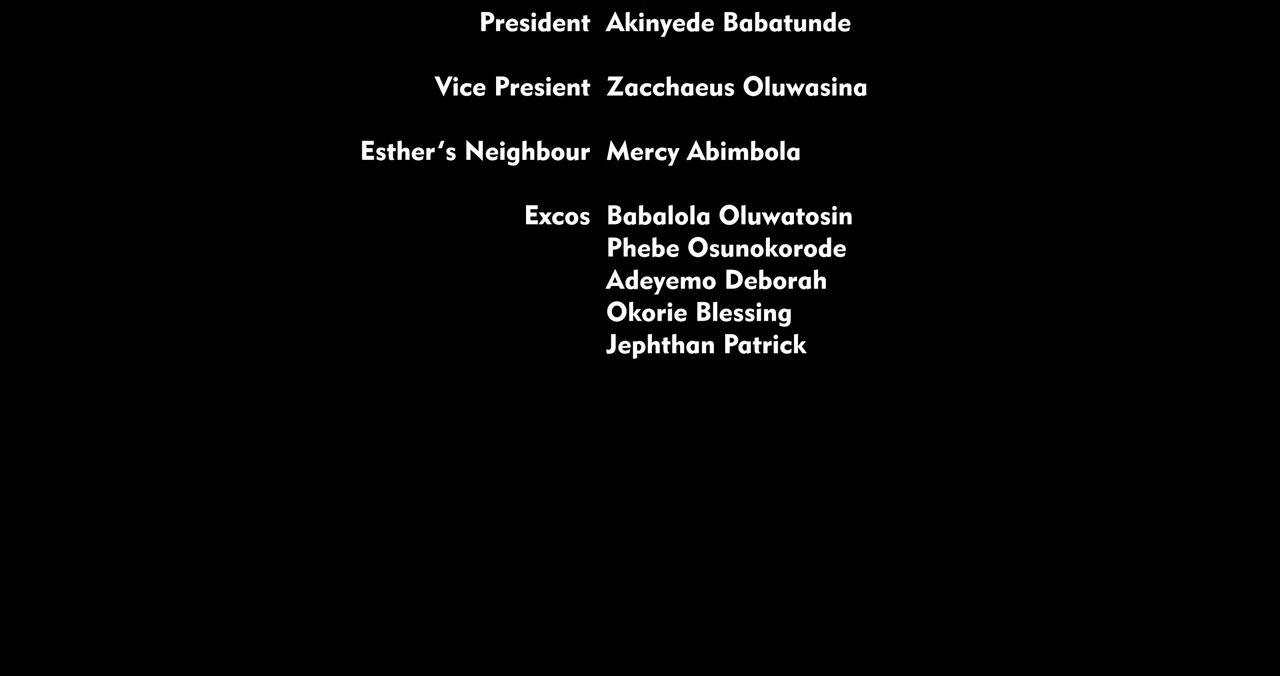 President Akinyede Babatunde
Vice Presient Zacchaeus Oluwasina
Esther‘s Neighbour Mercy Abimbola
Excos Babalola Oluwatosin
Phebe Osunokorode
Adeyemo Deborah
Okorie Blessing
Jephthan Patrick